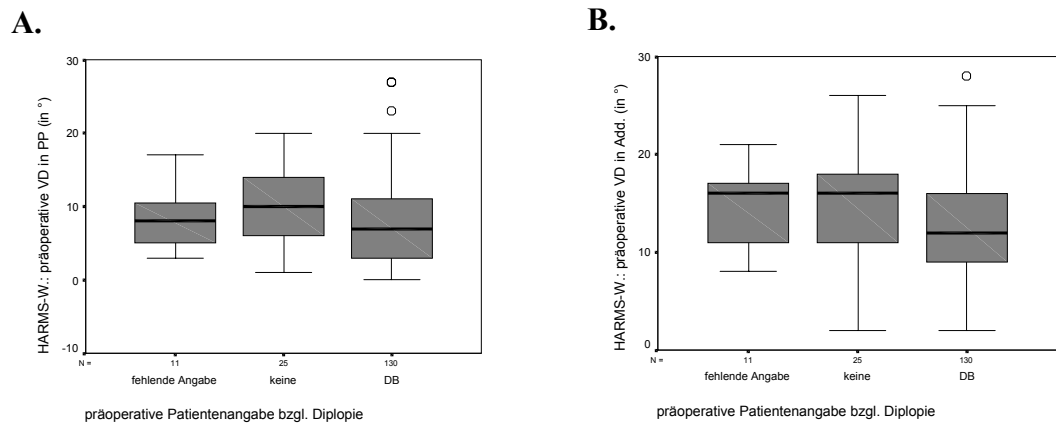 A.
HARMS-W.: präoperative VD in PP (in °)
30
20
10
0
-10
N = 11 25 130
fehlende Angabe keine DB
präoperative Patientenangabe bzgl. Diplopie
B.
HARMS-W.: präoperative VD in Add. (in °)
30
20
10
0
N = 11 25 130
fehlende Angabe keine DB
präoperative Patientenangabe bzgl. Diplopie